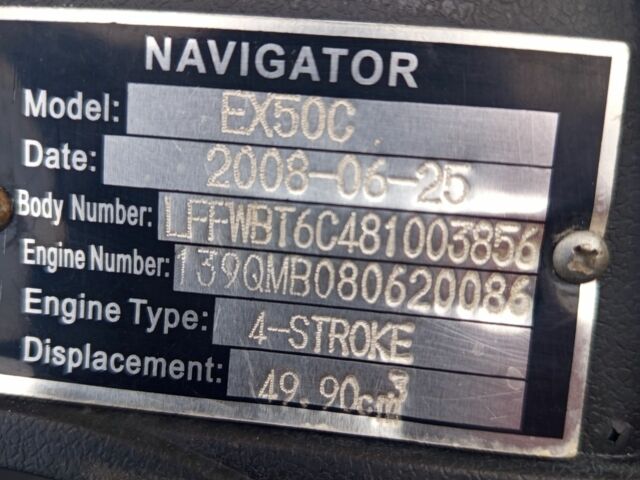 NAVIGATOR
Model: EX50C
Date: 2008-06-25
Body Number: LFFWBT6C481003856
Engine Number: 139QMB080620086
Engine Type: 4-STROKE
Displacement: 49.90cm³